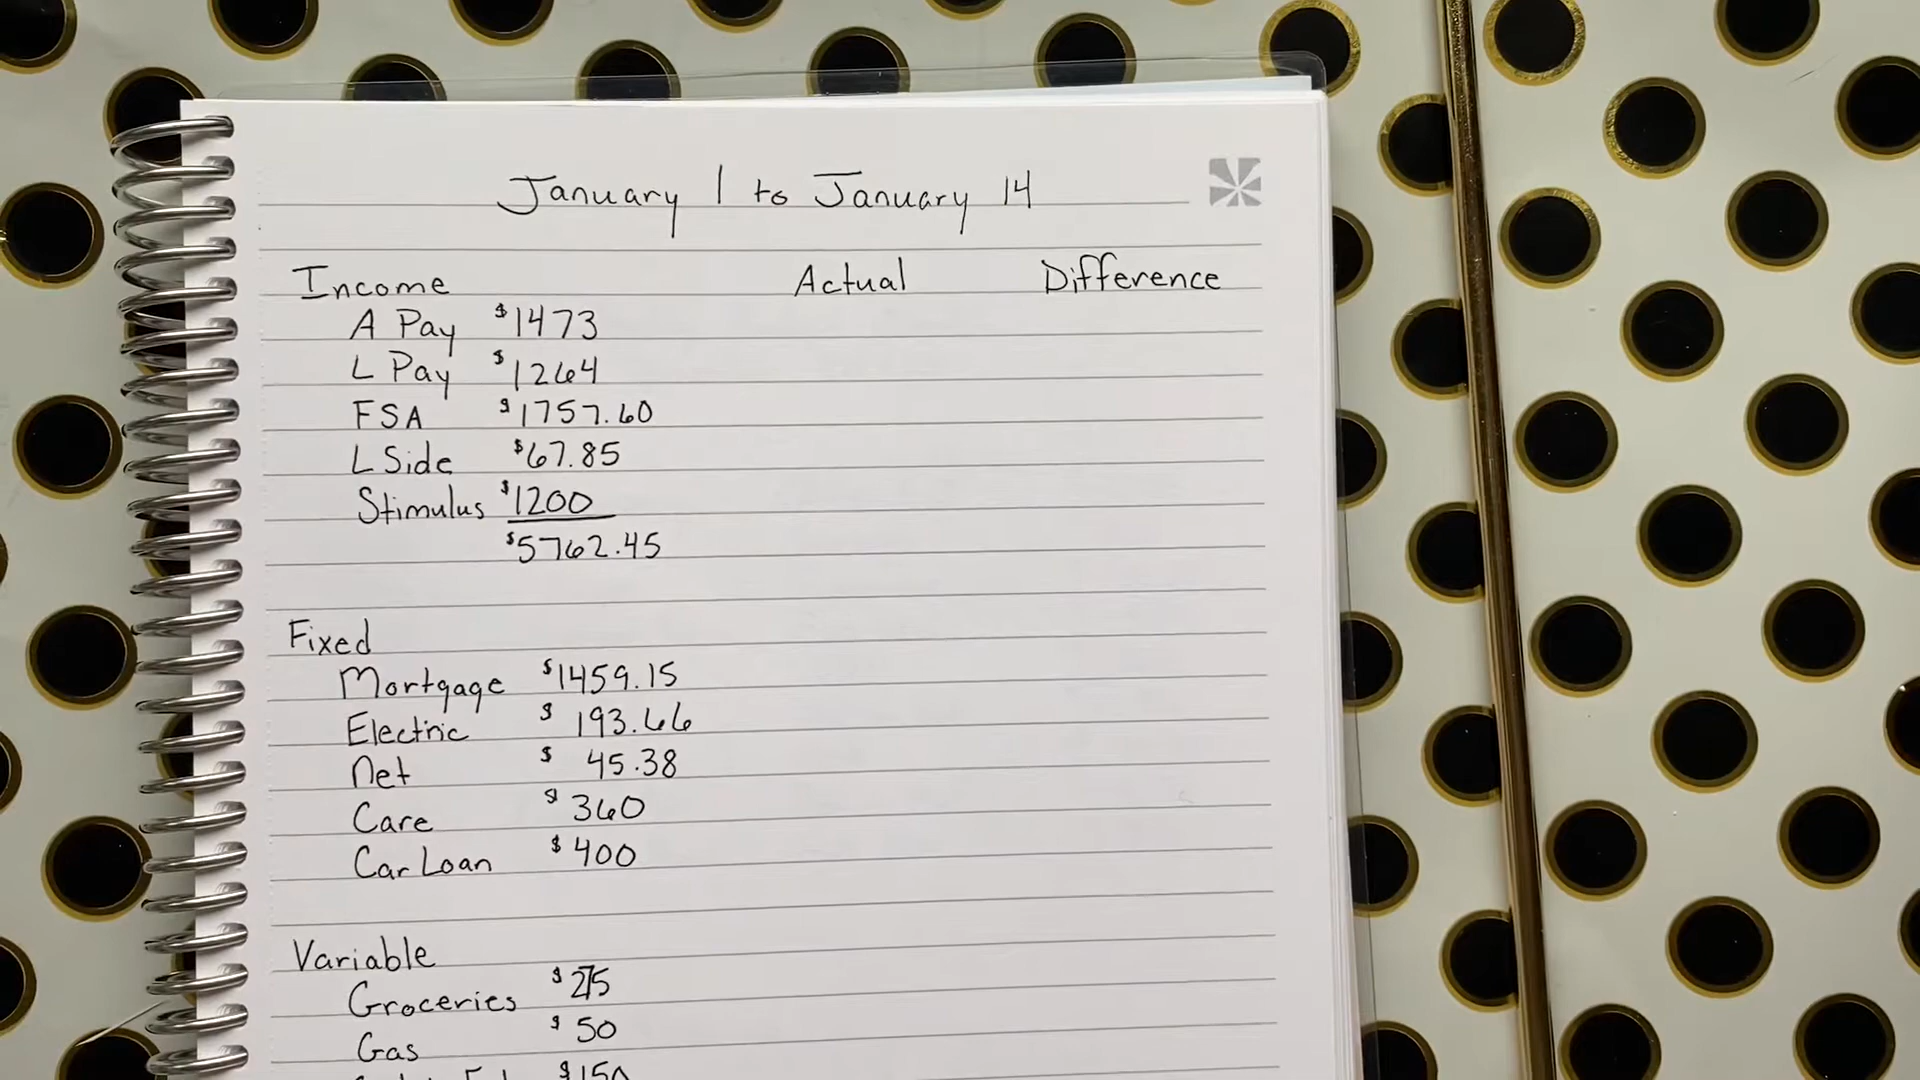 January 1 to January 14
Income Actual Difference
A Pay $1473
L Pay $1264
FSA $1757.60
L Side $67.85
Stimulus $1200
$5762.45
Fixed
Mortgage $1459.15
Electric $193.66
Net $45.38
Care $360
Car Loan $400
Variable
Groceries $275
Gas $50
$150